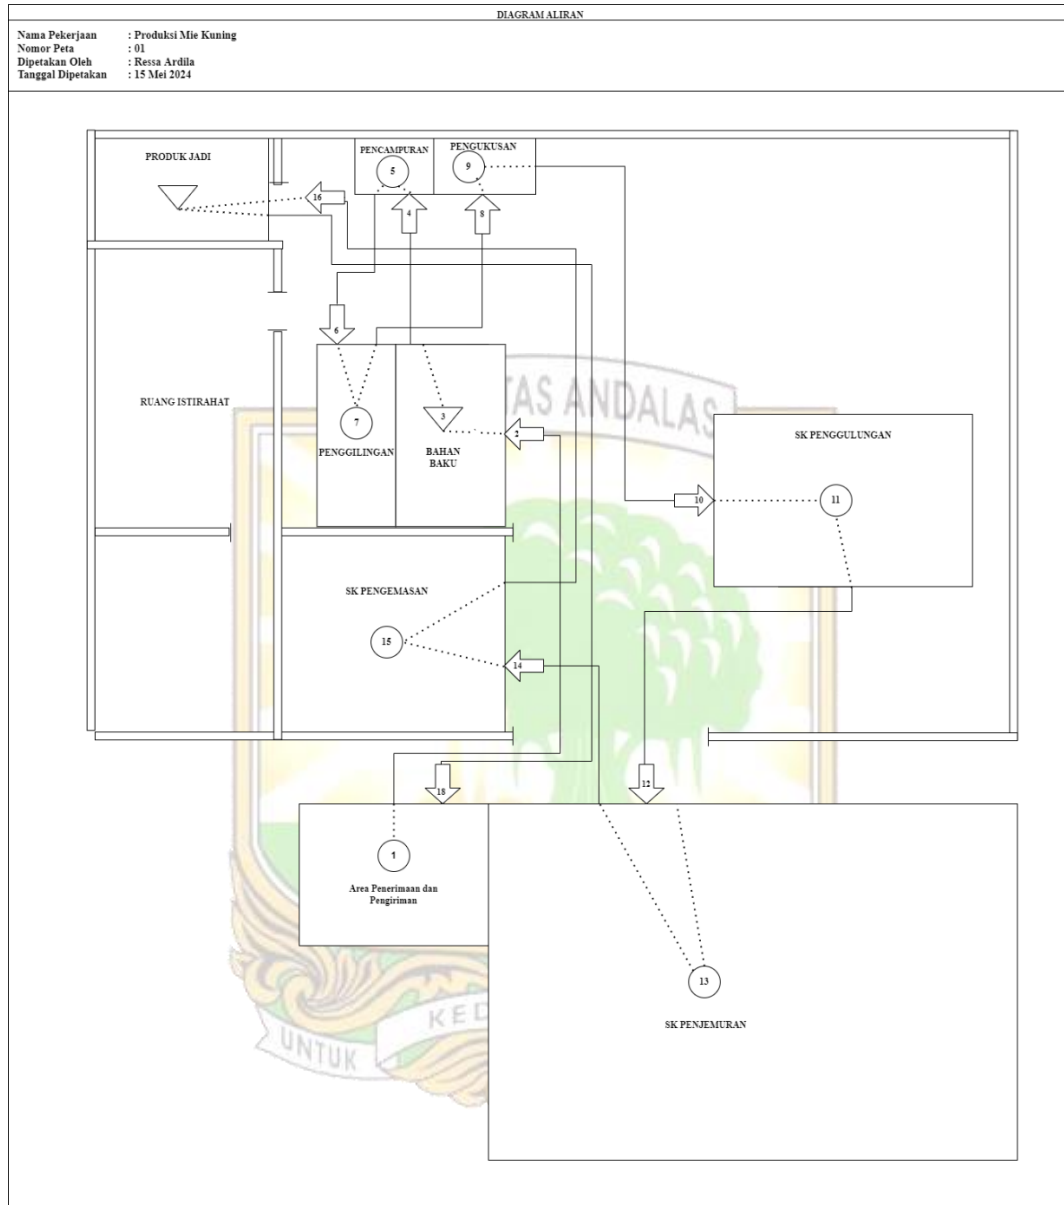 DIAGRAM ALIRAN
Nama Pekerjaan : Produksi Mie Kuning
Nomor Peta : 01
Dipetakan Oleh : Ressa Ardila
Tanggal Dipetakan : 15 Mei 2024
PRODUK JADI
PENCAMPURAN
PENGUKUSAN
5
9
16
4
8
6
RUANG ISTIRAHAT
7
3
2
PENGGILINGAN
BAHAN
BAKU
TAS ANDALAS
SK PENGGULUNGAN
10
11
SK PENGEMASAN
15
14
18
12
1
Area Penerimaan dan
Pengiriman
13
SK PENJEMURAN
UNTUK
KED